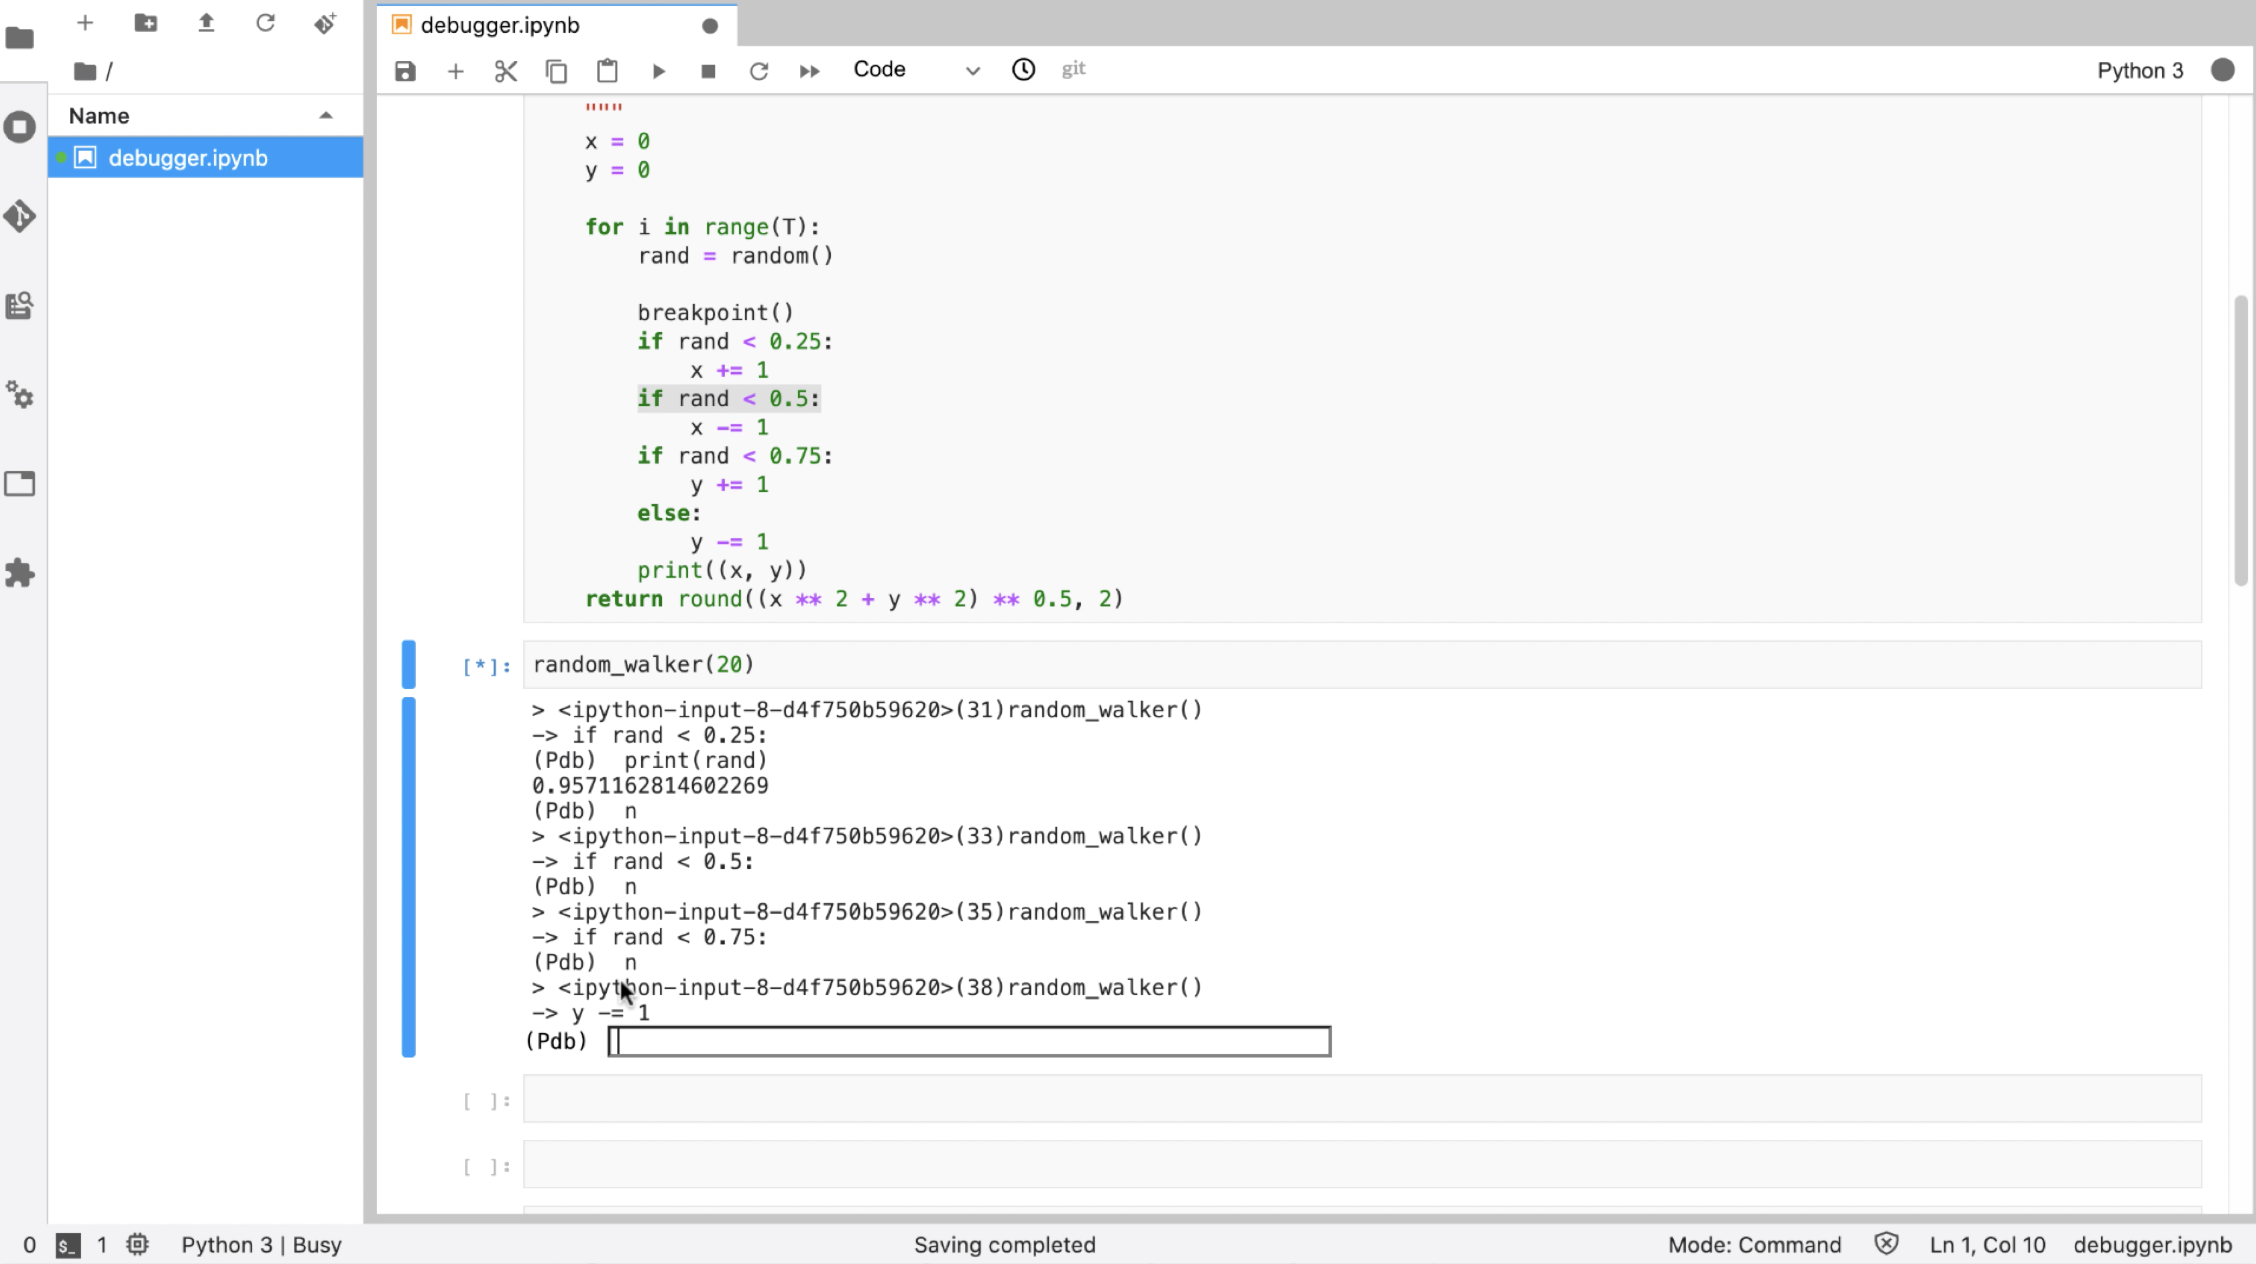 debugger.ipynb
/
Code
git
Python 3
Name
debugger.ipynb
"""
x = 0
y = 0
for i in range(T):
rand = random()
breakpoint()
if rand < 0.25:
x += 1
if rand < 0.5:
x -= 1
if rand < 0.75:
y += 1
else:
y -= 1
print((x, y))
return round((x ** 2 + y ** 2) ** 0.5, 2)
[*]: random_walker(20)
> <ipython-input-8-d4f750b59620>(31)random_walker()
-> if rand < 0.25:
(Pdb)  print(rand)
0.95711162814602269
(Pdb)  n
> <ipython-input-8-d4f750b59620>(33)random_walker()
-> if rand < 0.5:
(Pdb)  n
> <ipython-input-8-d4f750b59620>(35)random_walker()
-> if rand < 0.75:
(Pdb)  n
> <ipython-input-8-d4f750b59620>(38)random_walker()
-> y -= 1
(Pdb)
[ ]:
[ ]:
0 $_ 1 Python 3 | Busy Saving completed Mode: Command Ln 1, Col 10 debugger.ipynb